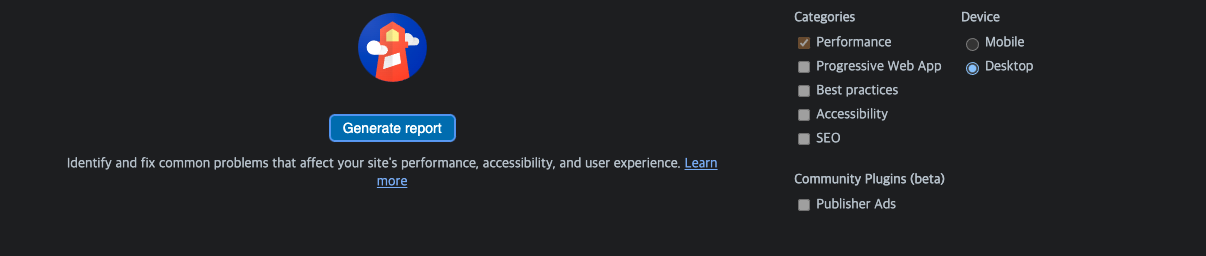 Generate report
Identify and fix common problems that affect your site's performance, accessibility, and user experience. Learn
more
Categories
Performance
Progressive Web App
Best practices
Accessibility
SEO
Community Plugins (beta)
Publisher Ads
Device
Mobile
Desktop